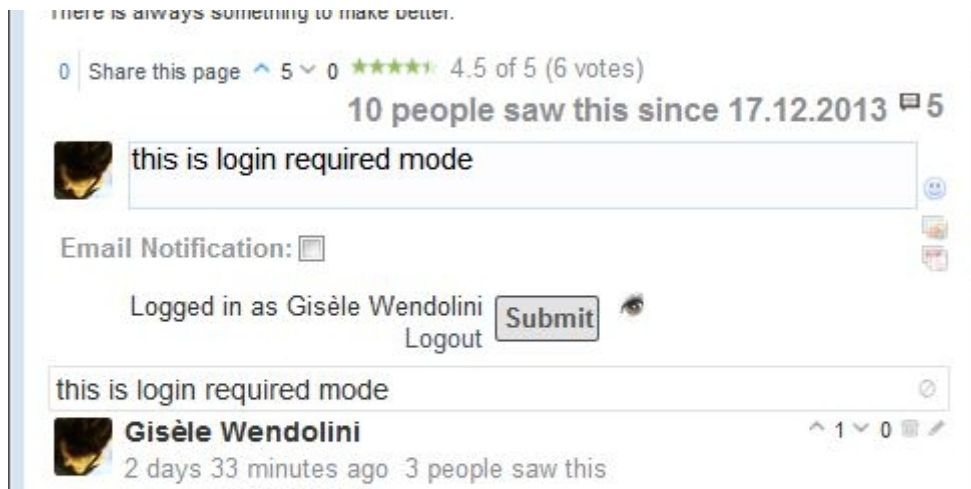 There is always something to make better.
0 Share this page 5 0 4.5 of 5 (6 votes)
10 people saw this since 17.12.2013 5
this is login required mode
Email Notification:
Logged in as Gisèle Wendolini
Logout
Submit
this is login required mode
Gisèle Wendolini
1 0
2 days 33 minutes ago 3 people saw this